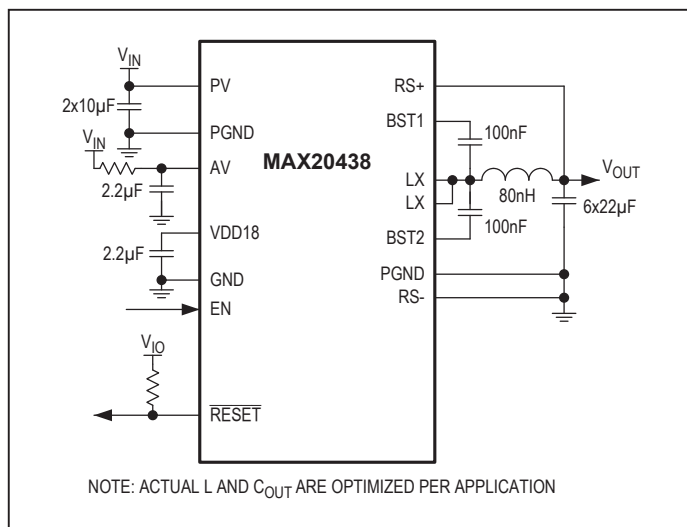 V_IN
PV
2x10µF
PGND
V_IN
AV
2.2µF
VDD18
2.2µF
GND
EN
V_IO
RESET
MAX20438
RS+
BST1
100nF
LX
LX
80nH
V_OUT
6x22µF
100nF
BST2
PGND
RS-
NOTE: ACTUAL L AND C_OUT ARE OPTIMIZED PER APPLICATION